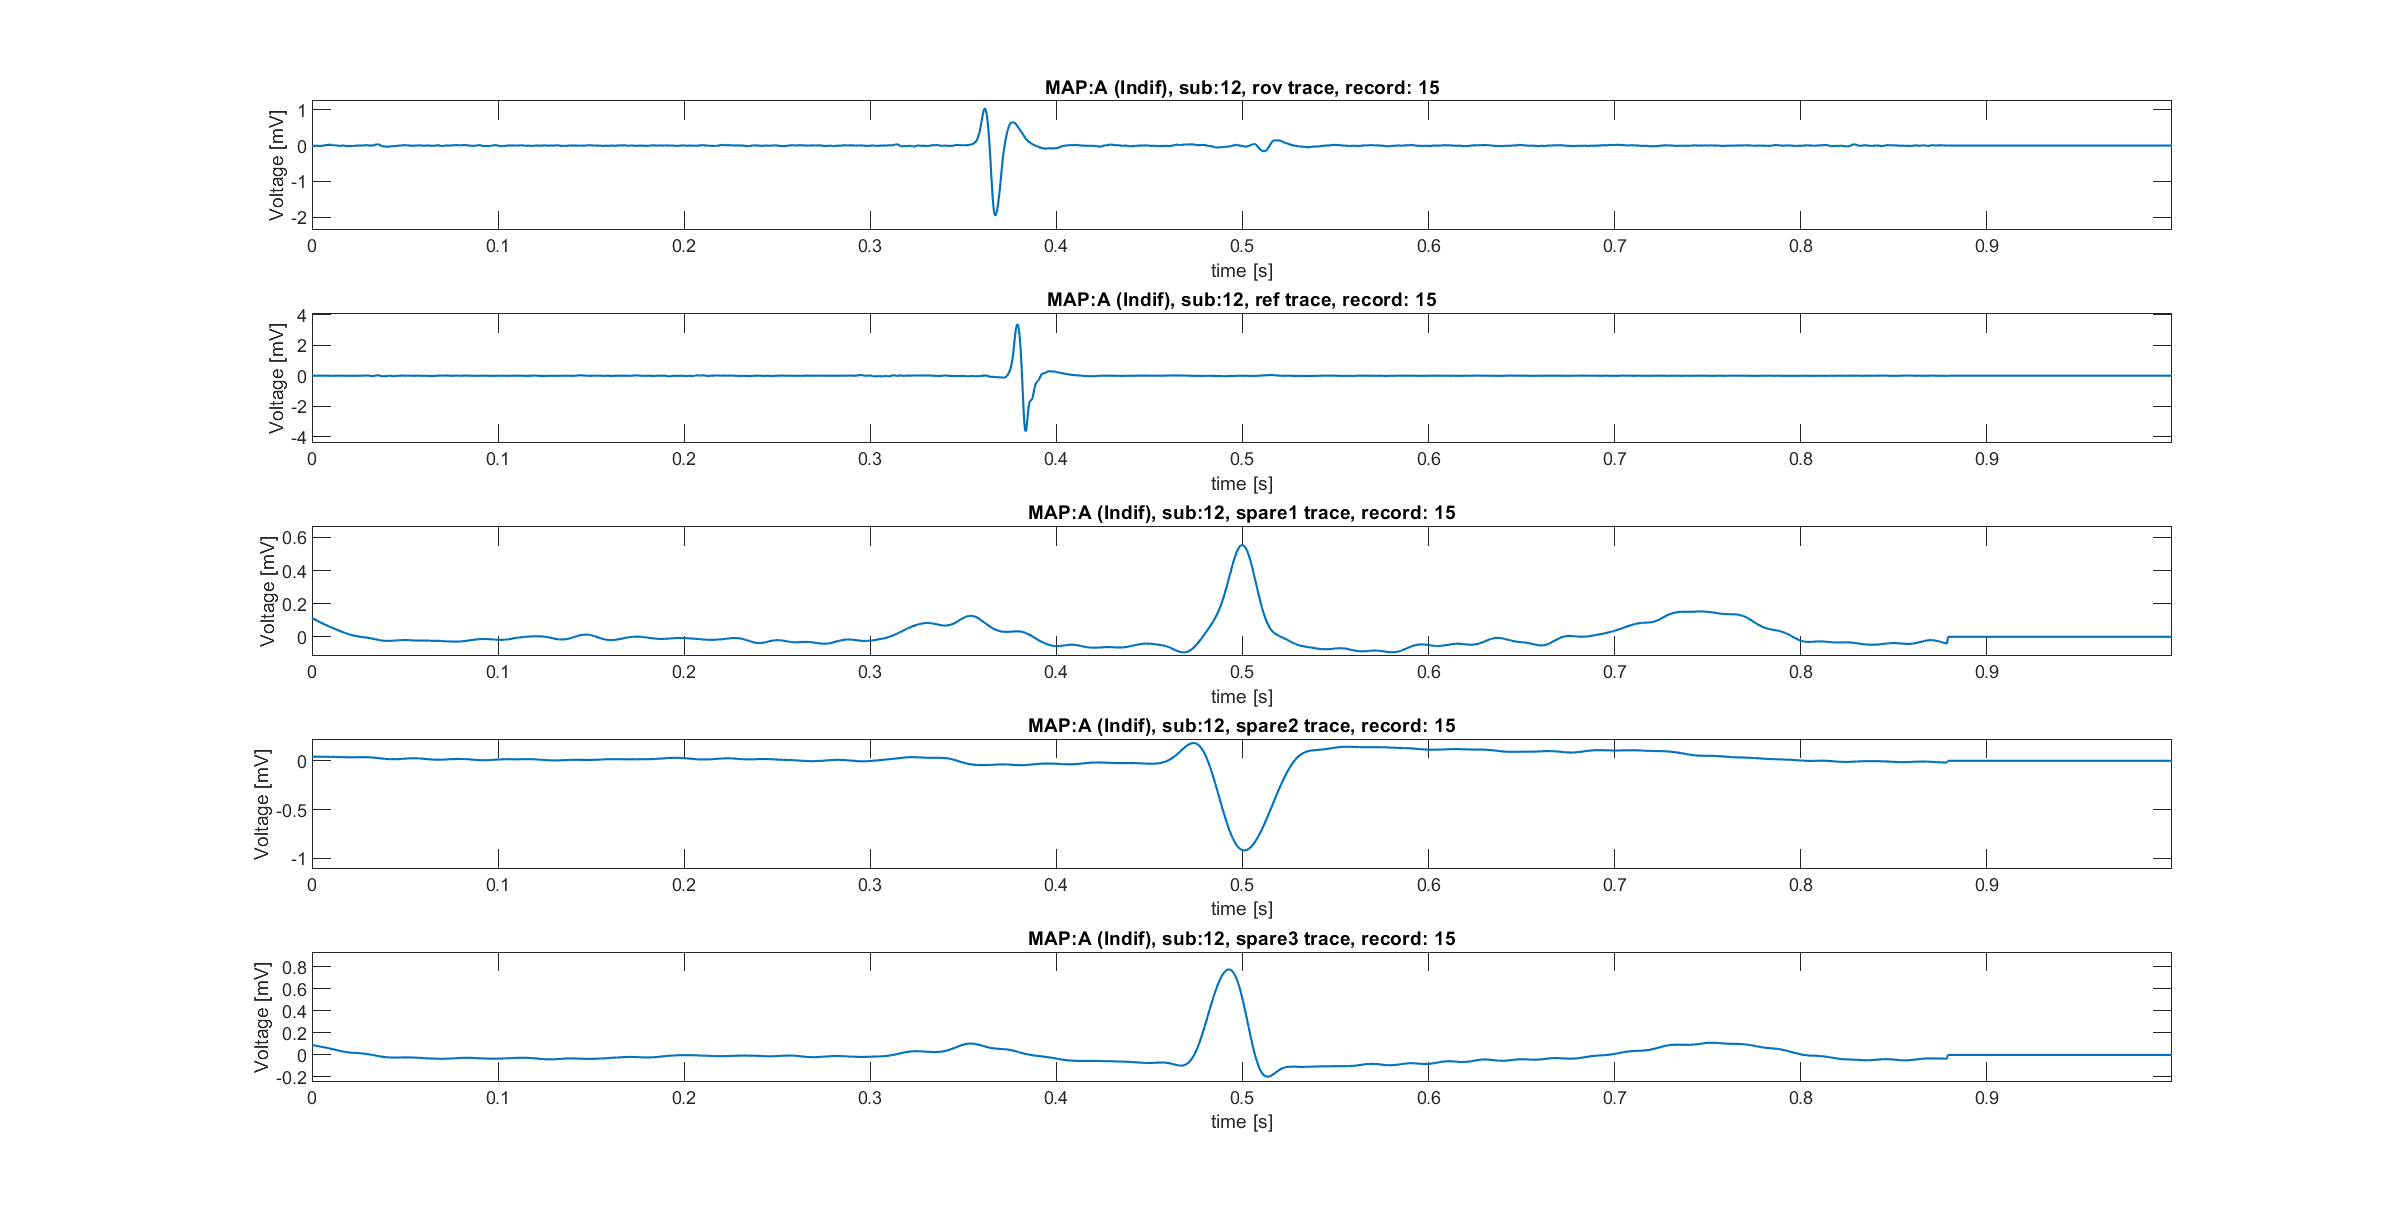 MAP:A (Indif), sub:12, rov trace, record: 15
Voltage [mV]
1
0
-1
-2
0 0.1 0.2 0.3 0.4 0.5 0.6 0.7 0.8 0.9
time [s]
MAP:A (Indif), sub:12, ref trace, record: 15
Voltage [mV]
4
2
0
-2
-4
0 0.1 0.2 0.3 0.4 0.5 0.6 0.7 0.8 0.9
time [s]
MAP:A (Indif), sub:12, spare1 trace, record: 15
Voltage [mV]
0.6
0.4
0.2
0
0 0.1 0.2 0.3 0.4 0.5 0.6 0.7 0.8 0.9
time [s]
MAP:A (Indif), sub:12, spare2 trace, record: 15
Voltage [mV]
0
-0.5
-1
0 0.1 0.2 0.3 0.4 0.5 0.6 0.7 0.8 0.9
time [s]
MAP:A (Indif), sub:12, spare3 trace, record: 15
Voltage [mV]
0.8
0.6
0.4
0.2
0
-0.2
0 0.1 0.2 0.3 0.4 0.5 0.6 0.7 0.8 0.9
time [s]